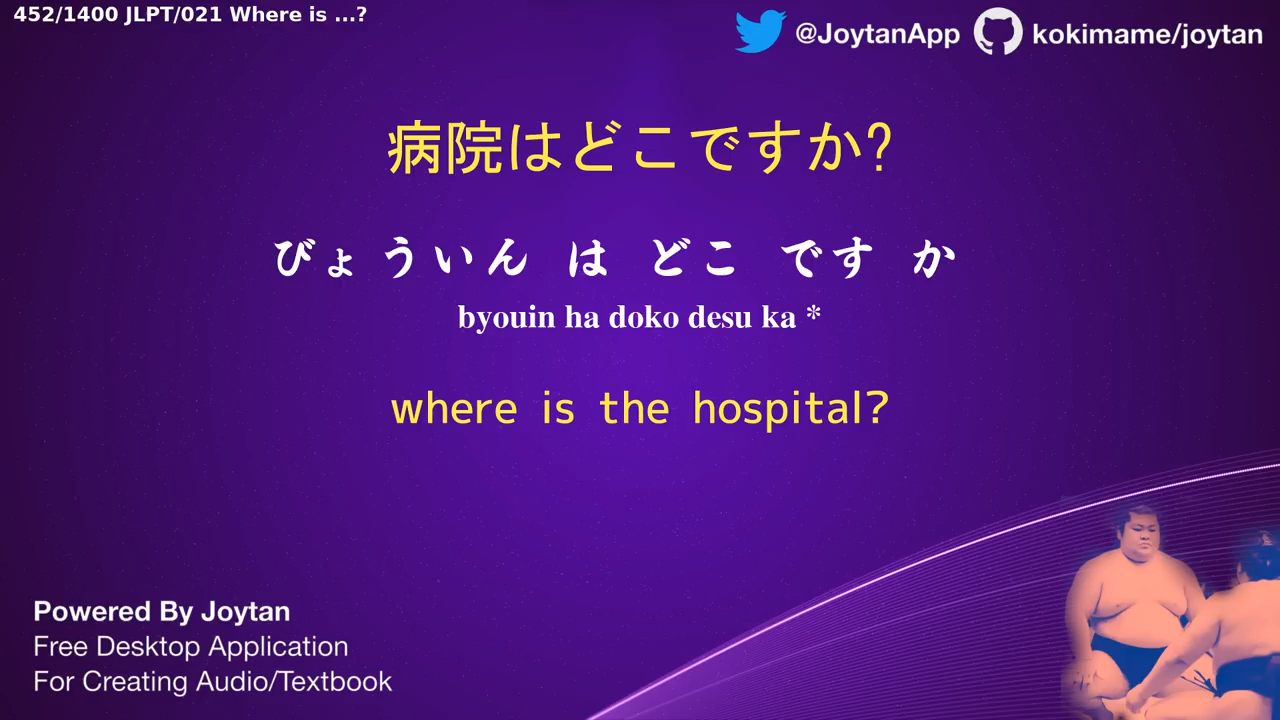 452/1400 JLPT/021 Where is ...?
@JoytanApp kokimame/joytan
病院はどこですか?
びょういん は どこ です か
byouin ha doko desu ka *
where is the hospital?
Powered By Joytan
Free Desktop Application
For Creating Audio/Textbook